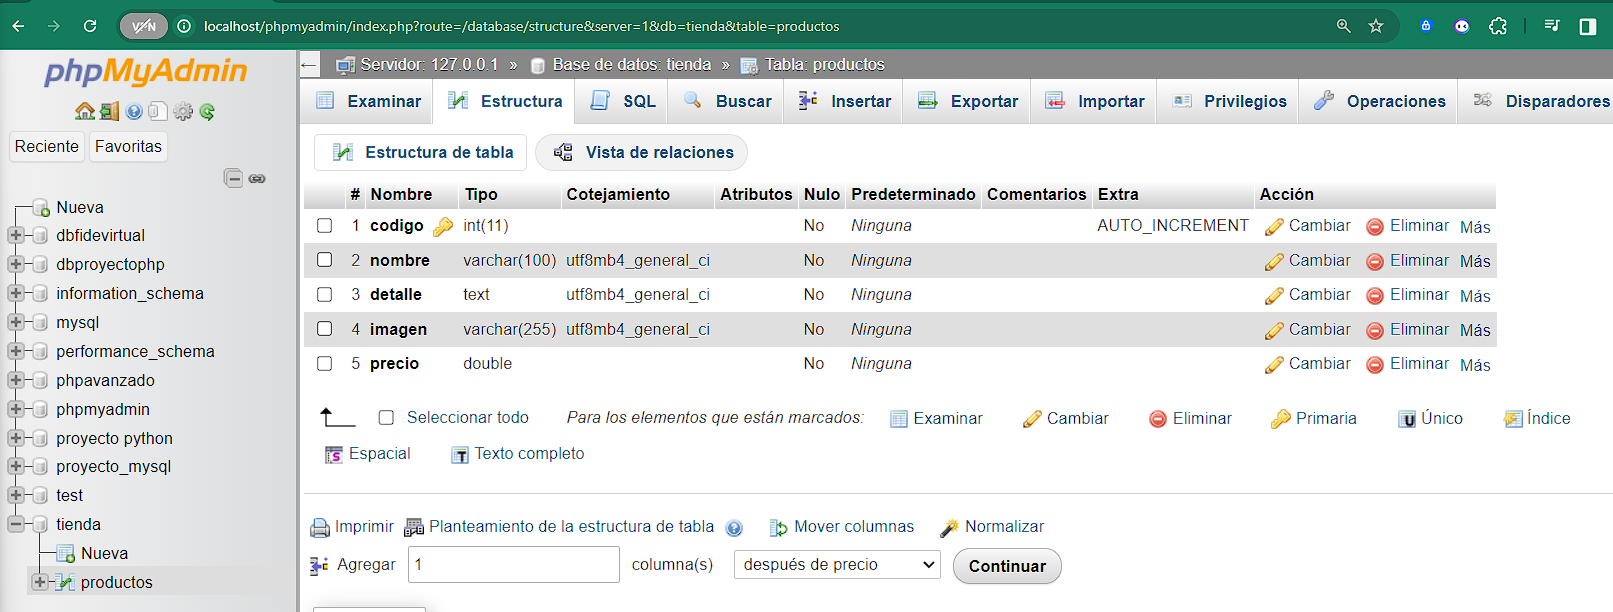 VPN localhost/phpmyadmin/index.php?route=/database/structure&server=1&db=tienda&table=productos
phpMyAdmin
Reciente Favoritas
Nueva
dbfidevirtual
dbproyectophp
information_schema
mysql
performance_schema
phpavanzado
phpmyadmin
proyecto python
proyecto_mysql
test
tienda
Nueva
productos
Servidor: 127.0.0.1 » Base de datos: tienda » Tabla: productos
Examinar Estructura SQL Buscar Insertar Exportar Importar Privilegios Operaciones Disparadores
Estructura de tabla Vista de relaciones
# Nombre Tipo Cotejamiento Atributos Nulo Predeterminado Comentarios Extra Acción
1 codigo int(11) No Ninguna AUTO_INCREMENT Cambiar Eliminar Más
2 nombre varchar(100) utf8mb4_general_ci No Ninguna Cambiar Eliminar Más
3 detalle text utf8mb4_general_ci No Ninguna Cambiar Eliminar Más
4 imagen varchar(255) utf8mb4_general_ci No Ninguna Cambiar Eliminar Más
5 precio double No Ninguna Cambiar Eliminar Más
Seleccionar todo Para los elementos que están marcados: Examinar Cambiar Eliminar Primaria Único Índice
Espacial Texto completo
Imprimir Planteamiento de la estructura de tabla Mover columnas Normalizar
Agregar 1 columna(s) después de precio Continuar